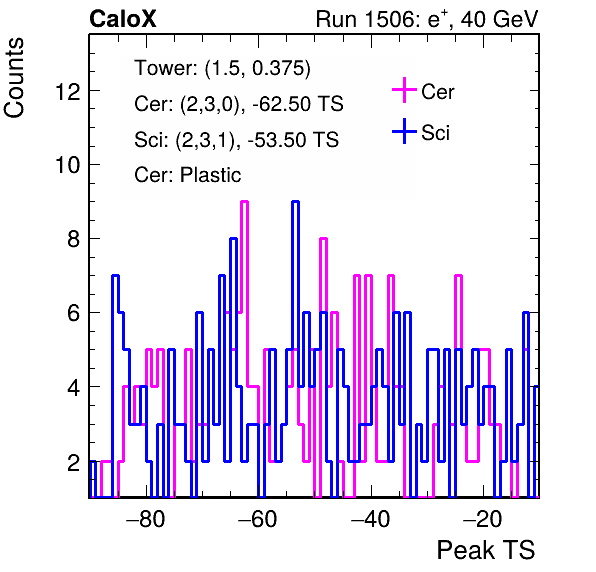 CaloX Run 1506: e⁺, 40 GeV
Counts
Tower: (1.5, 0.375)
Cer: (2,3,0), -62.50 TS
Sci: (2,3,1), -53.50 TS
Cer: Plastic
Cer
Sci
12
10
8
6
4
2
−80 −60 −40 −20
Peak TS